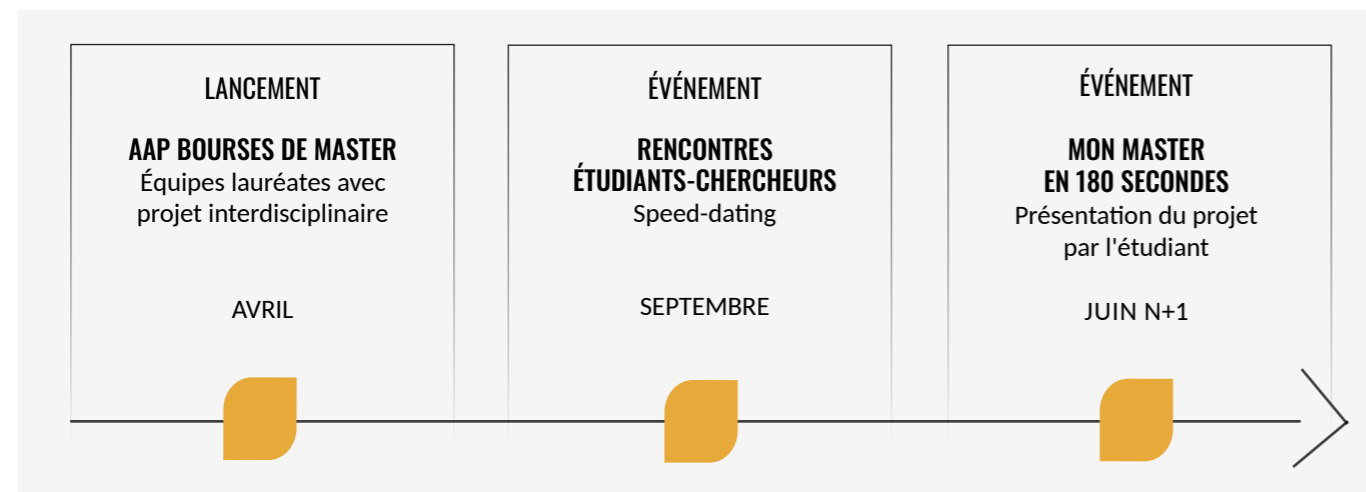 LANCEMENT
AAP BOURSES DE MASTER
Équipes lauréates avec
projet interdisciplinaire
AVRIL
ÉVÉNEMENT
RENCONTRES
ÉTUDIANTS-CHERCHEURS
Speed-dating
SEPTEMBRE
ÉVÉNEMENT
MON MASTER
EN 180 SECONDES
Présentation du projet
par l'étudiant
JUIN N+1